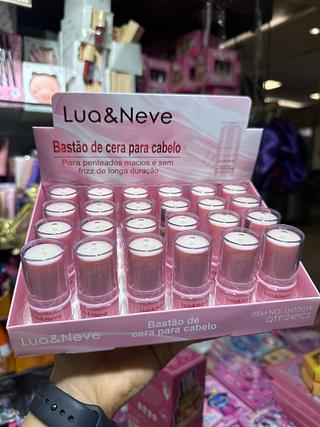 Lua&Neve
Bastão de cera para cabelo
Para penteados macios e sem
frizz de longa duração
Lua&Neve
Bastão de
cera para cabelo
ITEM NO: LN10019
QTY:24PCS